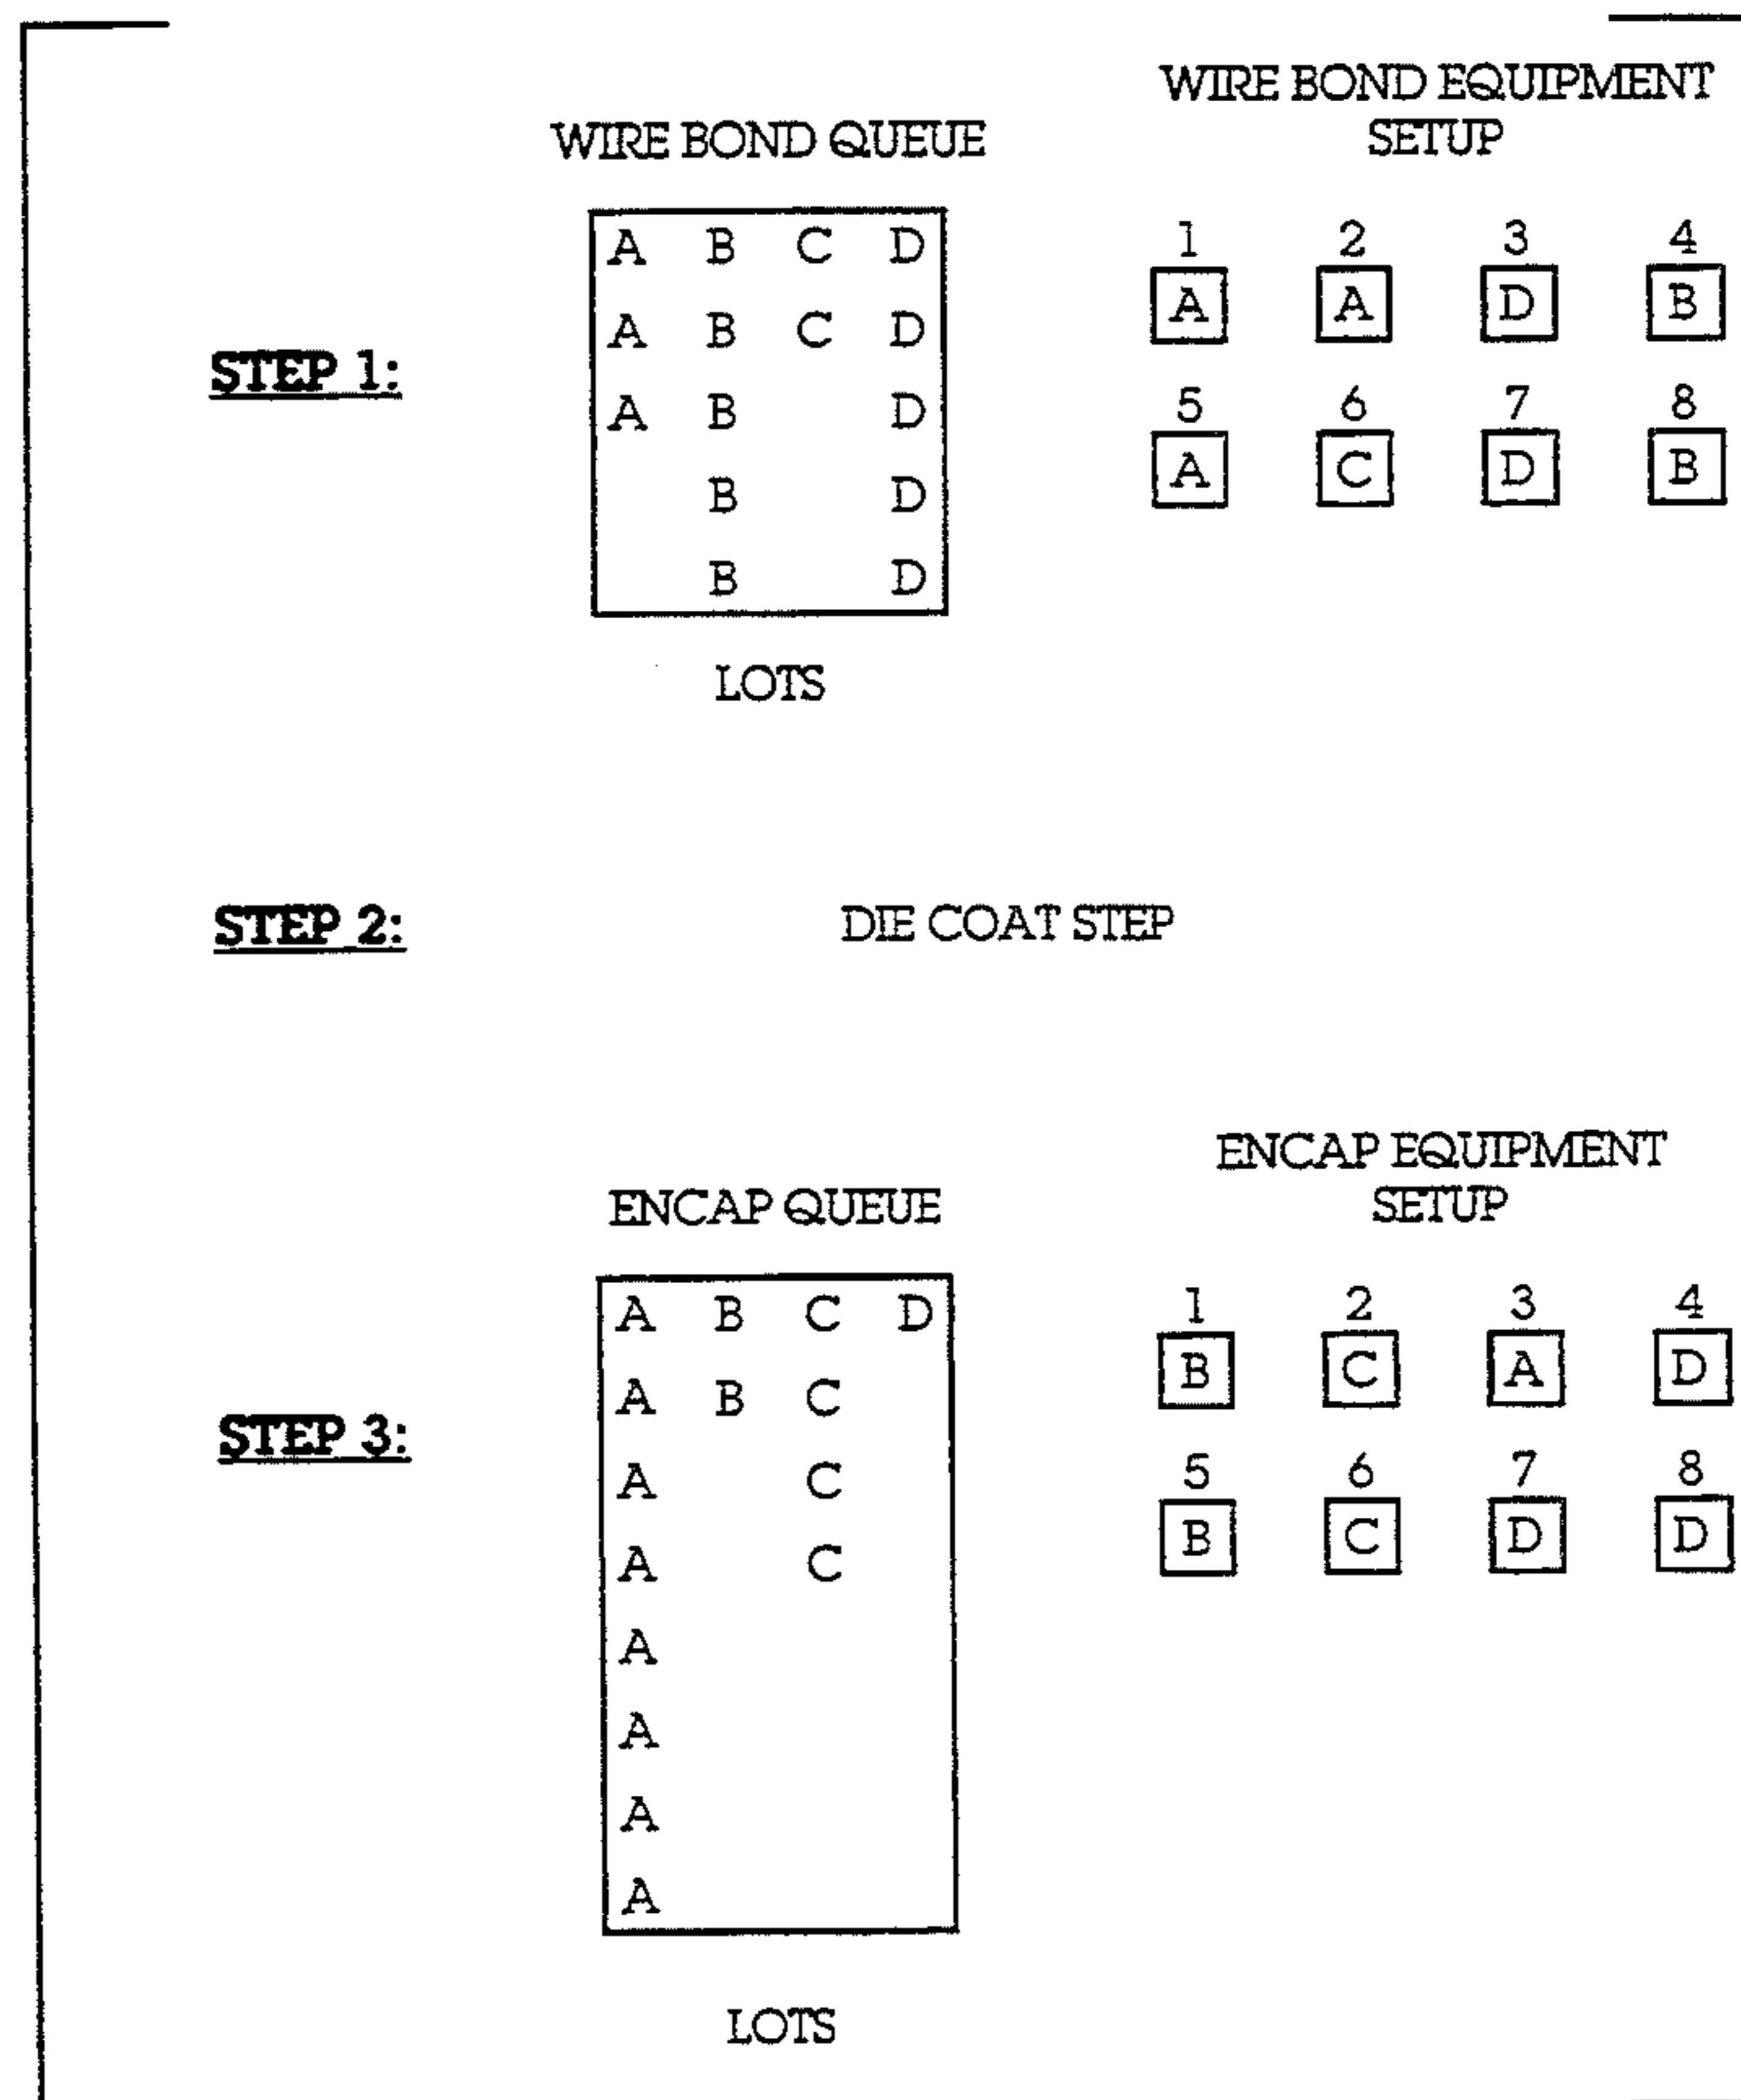 WIRE BOND EQUIPMENT
SETUP
WIRE BOND QUEUE
STEP 1:
A B C D
A B C D
A B D
B D
B D
LOTS
1 2 3 4
A A D B
5 6 7 8
A C D B
STEP 2:
DIE COAT STEP
ENCAP EQUIPMENT
SETUP
ENCAP QUEUE
STEP 3:
A B C D
A B C
A C
A C
A
A
A
A
LOTS
1 2 3 4
B C A D
5 6 7 8
B C D D